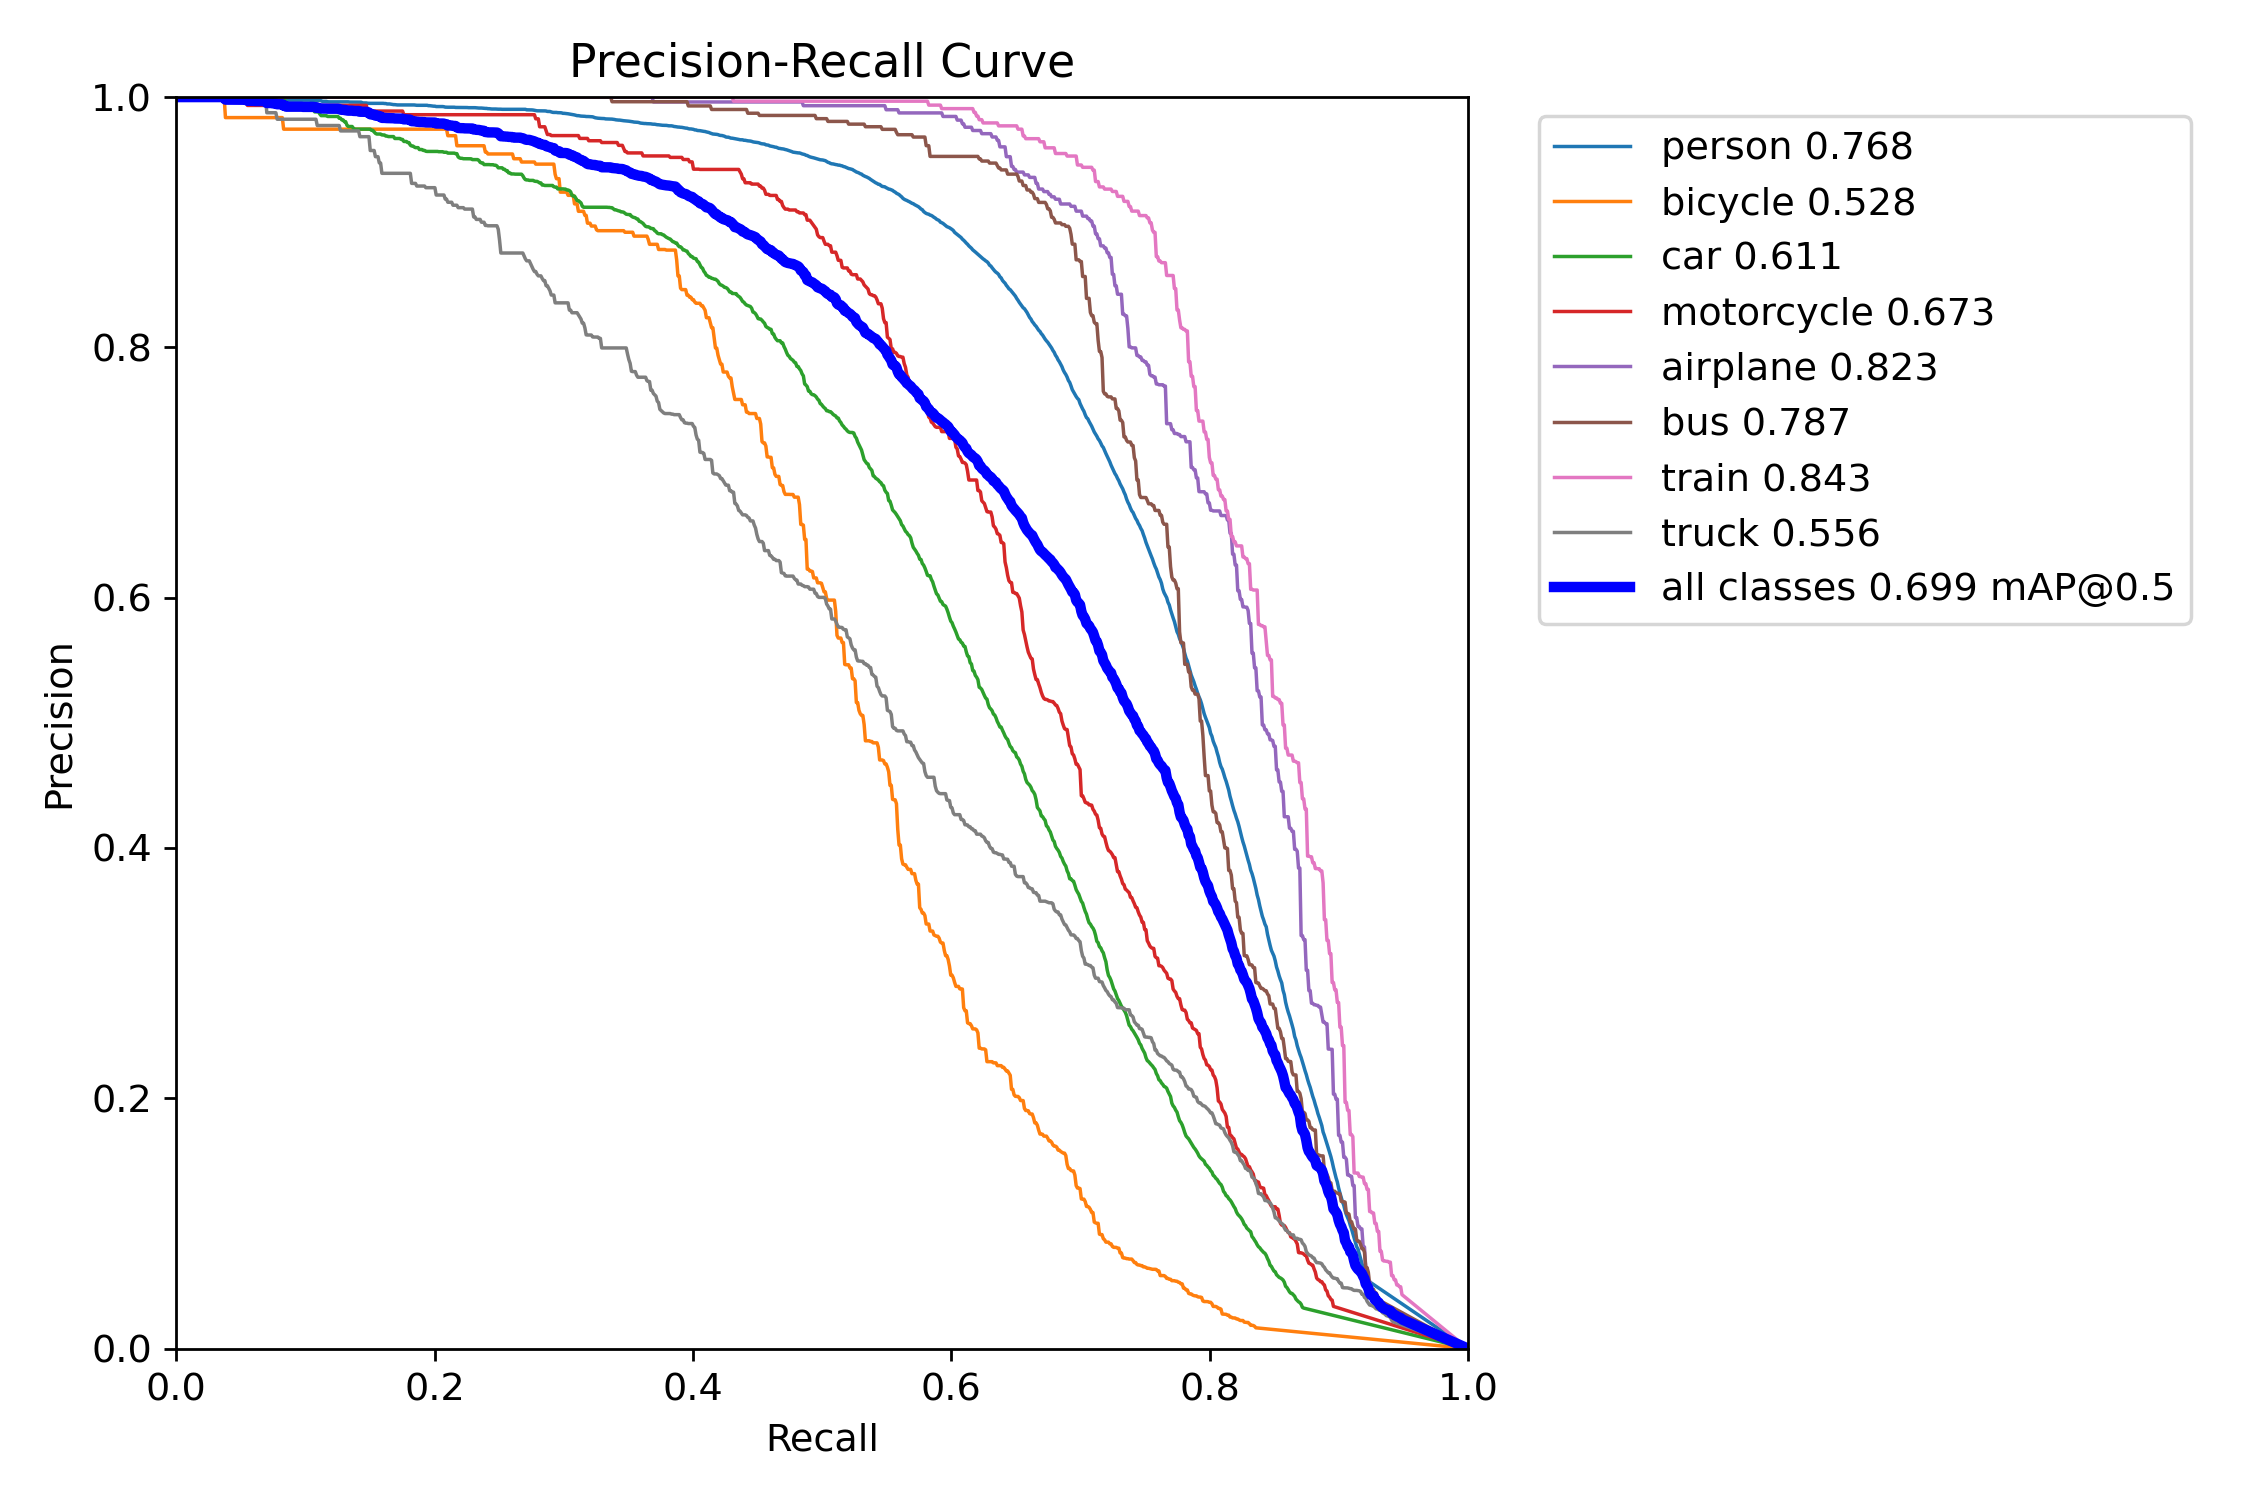 Precision-Recall Curve
1.0
0.8
0.6
0.4
0.2
0.0
Precision
0.0 0.2 0.4 0.6 0.8 1.0
Recall
person 0.768
bicycle 0.528
car 0.611
motorcycle 0.673
airplane 0.823
bus 0.787
train 0.843
truck 0.556
all classes 0.699 mAP@0.5